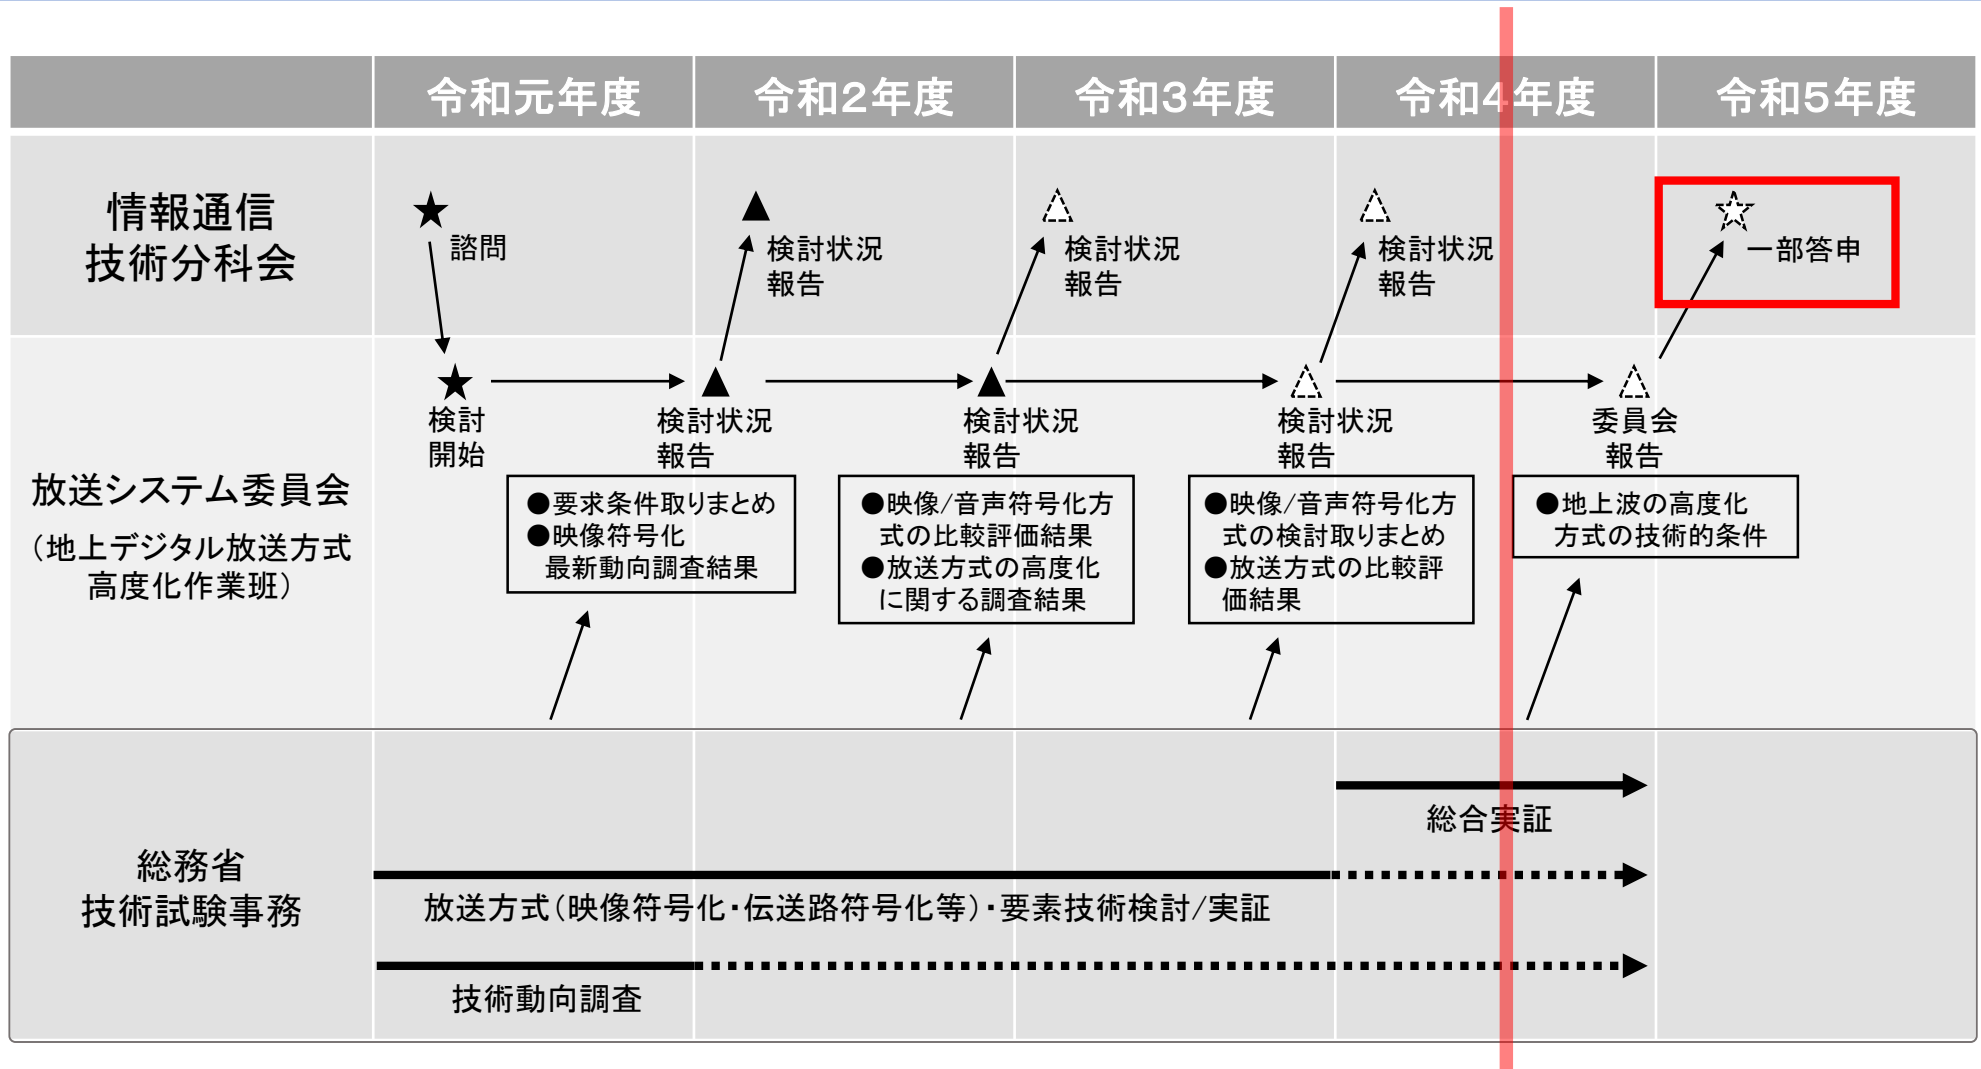 令和元年度
令和2年度
令和3年度
令和4年度
令和5年度
情報通信
技術分科会
諮問
検討状況
報告
検討状況
報告
検討状況
報告
一部答申
放送システム委員会
（地上デジタル放送方式
高度化作業班）
検討
開始
検討状況
報告
検討状況
報告
検討状況
報告
委員会
報告
●要求条件取りまとめ
●映像符号化
最新動向調査結果
●映像/音声符号化方
式の比較評価結果
●放送方式の高度化
に関する調査結果
●映像/音声符号化方
式の検討取りまとめ
●放送方式の比較評
価結果
●地上波の高度化
方式の技術的条件
総務省
技術試験事務
総合実証
放送方式（映像符号化・伝送路符号化等）・要素技術検討/実証
技術動向調査